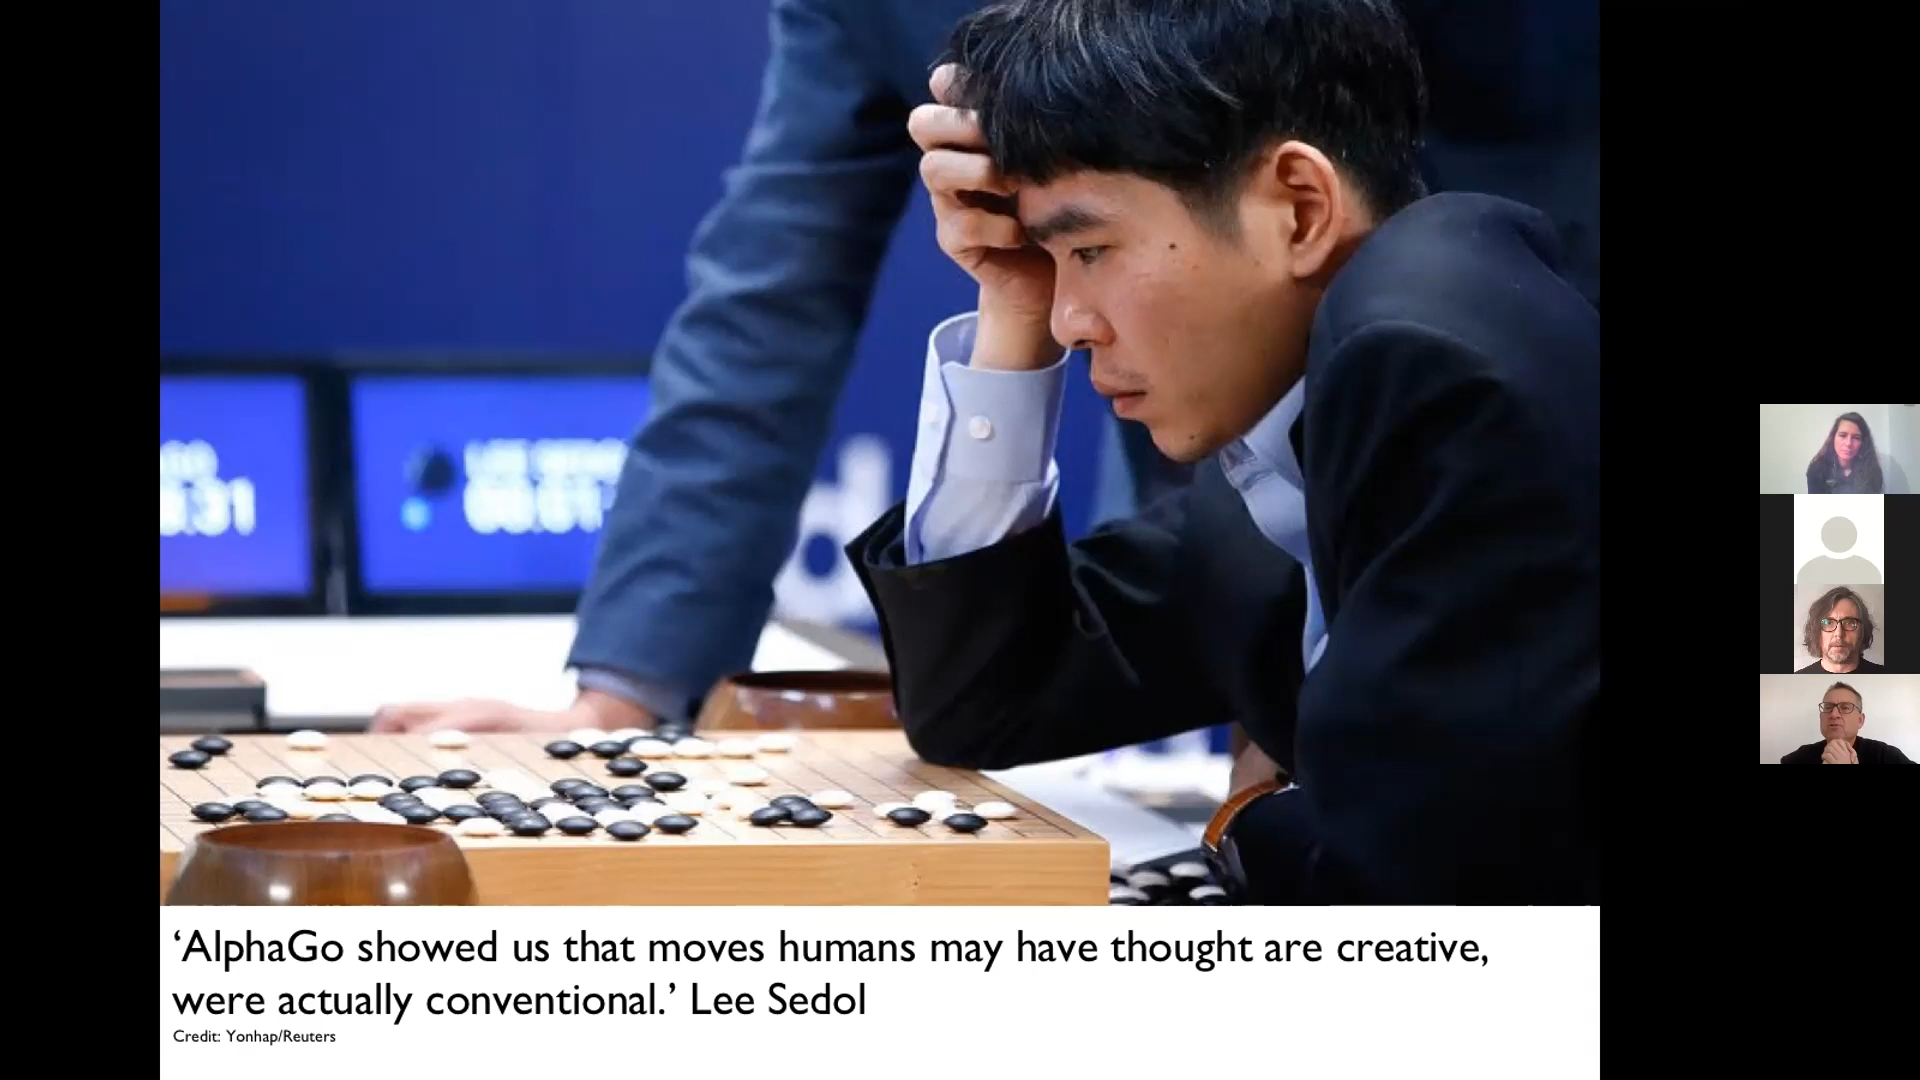 ‘AlphaGo showed us that moves humans may have thought are creative,
were actually conventional.’ Lee Sedol
Credit: Yonhap/Reuters